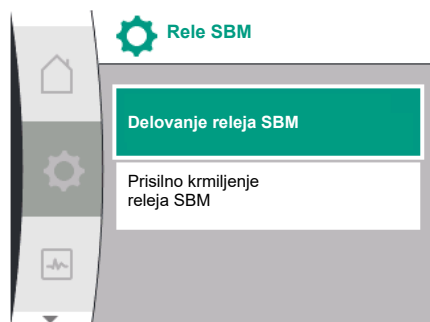 Rele SBM
Delovanje releja SBM
Prisilno krmiljenje
releja SBM